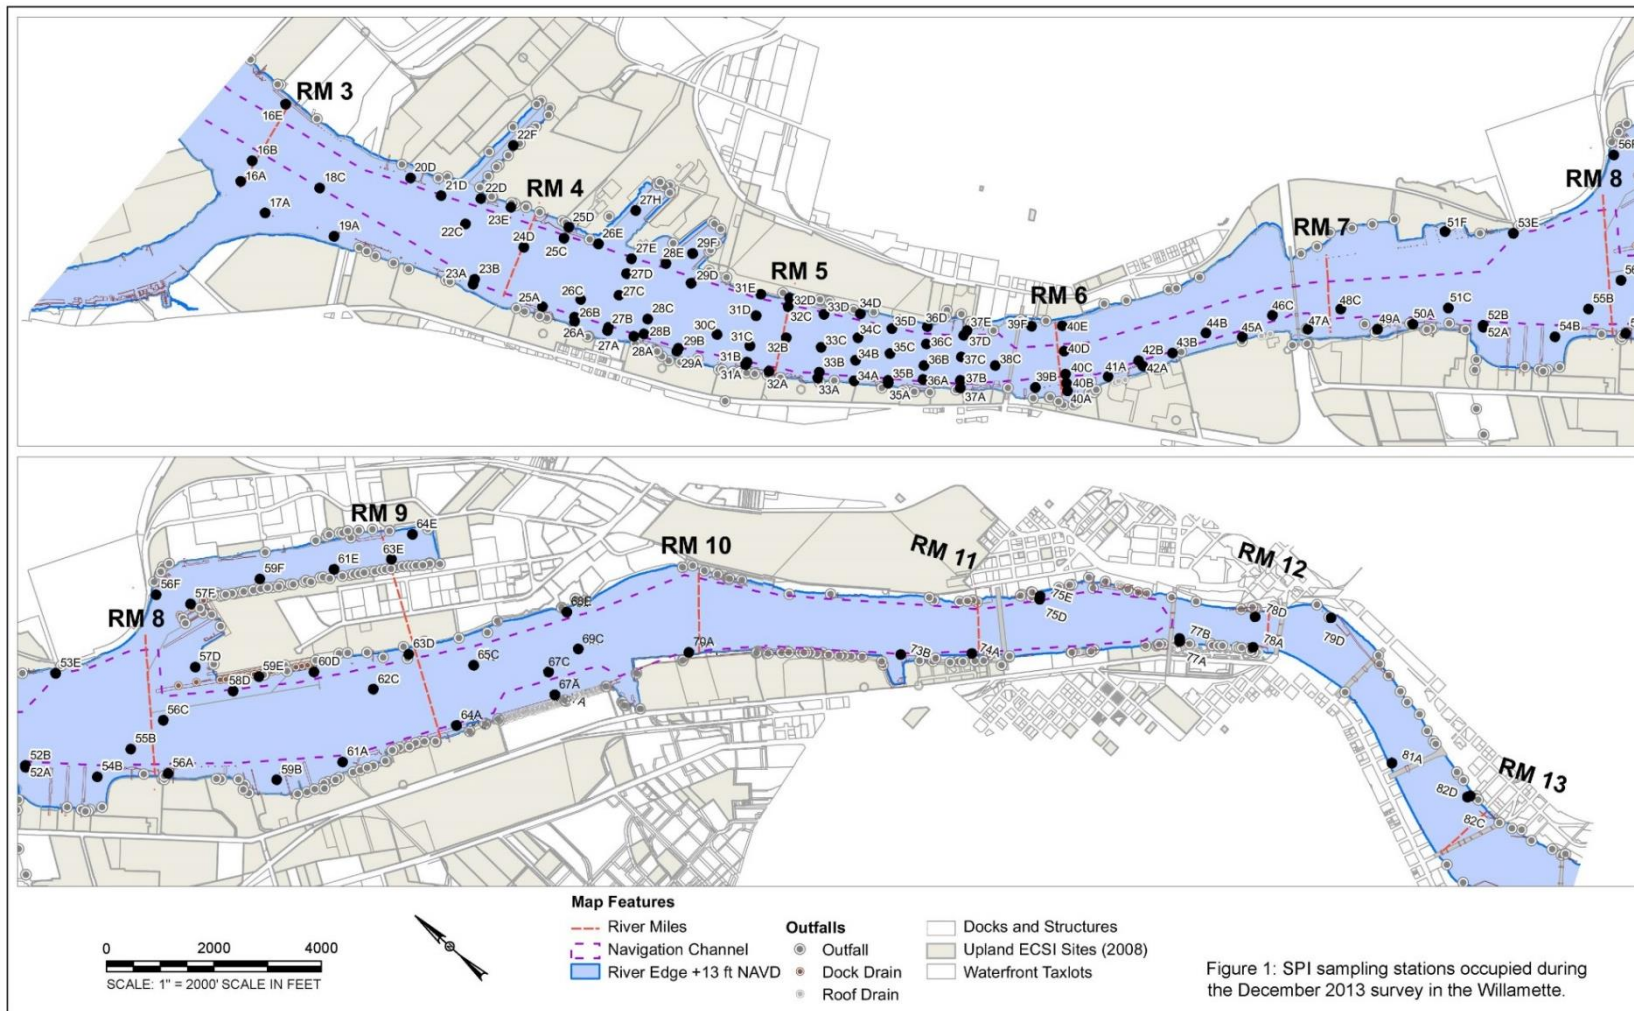 RM 3
16E
16B
16A
17A
18C
19A
20D
21D
22D
22F
22C
23E
23A
23B
RM 4
24D
25D
25C
25A
26E
26C
26B
26A
27H
27E
27D
27C
27B
27A
28E
28C
28B
28A
29F
29D
29B
29A
30C
31E
31D
31C
31B
31A
RM 5
32D
32C
32B
32A
33D
33C
33B
33A
34D
34C
34B
34A
35D
35C
35B
35A
36D
36C
36B
36A
37E
37D
37C
37B
37A
38C
39F
39B
RM 6
40E
40D
40C
40B
40A
41A
42B
42A
43B
44B
45A
46C
RM 7
47A
48C
49A
50A
51F
51C
52B
52A
53E
54B
55B
RM 8
53E
52B
52A
54B
55B
RM 8
56F
56C
56A
57F
57D
58D
59F
59E
59B
60D
61E
61A
62C
RM 9
63E
63D
64E
64A
65C
67C
67A
68E
69C
RM 10
70A
73B
RM 11
74A
75E
75D
77B
77A
RM 12
78D
78A
79D
81A
82D
82C
RM 13
0 2000 4000
SCALE: 1" = 2000' SCALE IN FEET
Map Features
River Miles
Navigation Channel
River Edge +13 ft NAVD
Outfalls
Outfall
Dock Drain
Roof Drain
Docks and Structures
Upland ECSI Sites (2008)
Waterfront Taxlots
Figure 1: SPI sampling stations occupied during
the December 2013 survey in the Willamette.